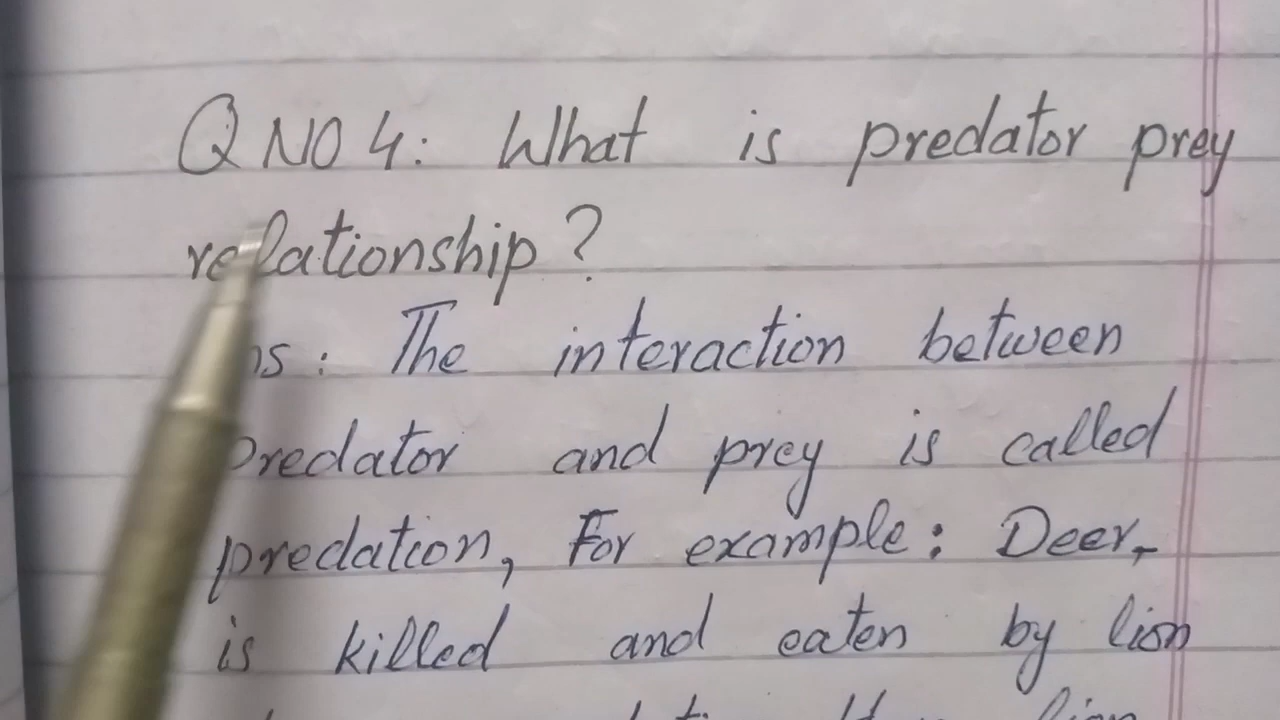 Q NO 4: What is predator prey
relationship?
The interaction between
predator and prey is called
predation, For example: Deer,
is killed and eaten by lion